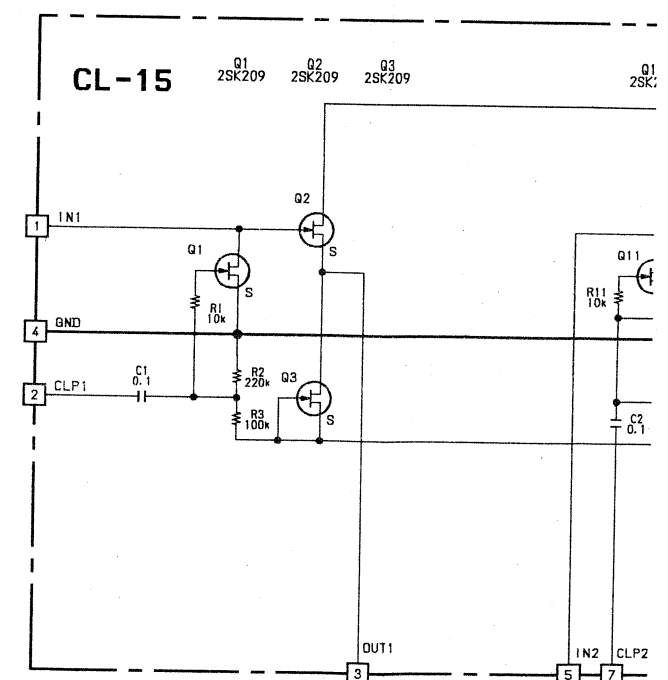 CL-15
Q1
2SK209
Q2
2SK209
Q3
2SK209
Q2
1
IN1
S
Q1
S
R1
10k
Q11
R11
10k
4
GND
2
CLP1
C1
0.1
R2
220k
Q3
R3
100k
S
C2
0.1
OUT1
3
IN2
5
CLP2
7